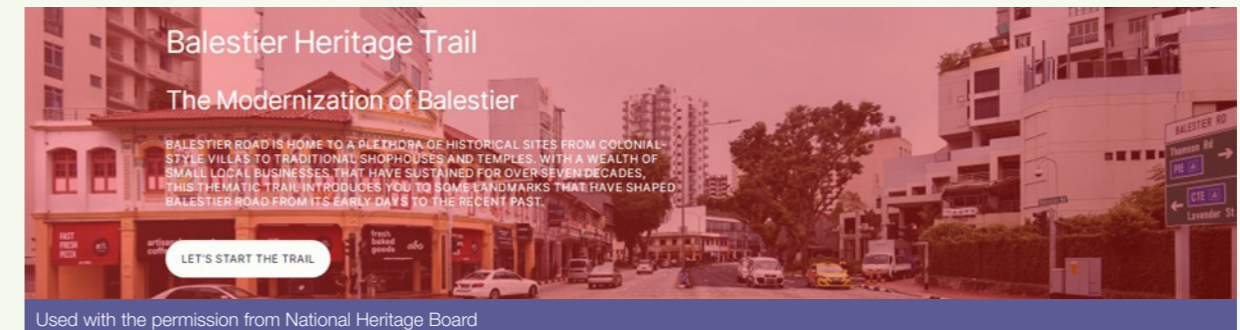 Balestier Heritage Trail
The Modernization of Balestier
BALESTIER ROAD IS HOME TO A PLETHORA OF HISTORICAL SITES FROM COLONIAL-
STYLE VILLAS TO TRADITIONAL SHOPHOUSES AND TEMPLES. WITH A WEALTH OF
SMALL LOCAL BUSINESSES THAT HAVE SUSTAINED FOR OVER SEVEN DECADES,
THIS THEMATIC TRAIL INTRODUCES YOU TO SOME LANDMARKS THAT HAVE SHAPED
BALESTIER ROAD FROM ITS EARLY DAYS TO THE RECENT PAST.
LET'S START THE TRAIL
FAST
FRESH
PIZZA
fresh
baked
goods
BALESTIER RD
Thomson Rd
PIE
CTE
Lavender St
Used with the permission from National Heritage Board